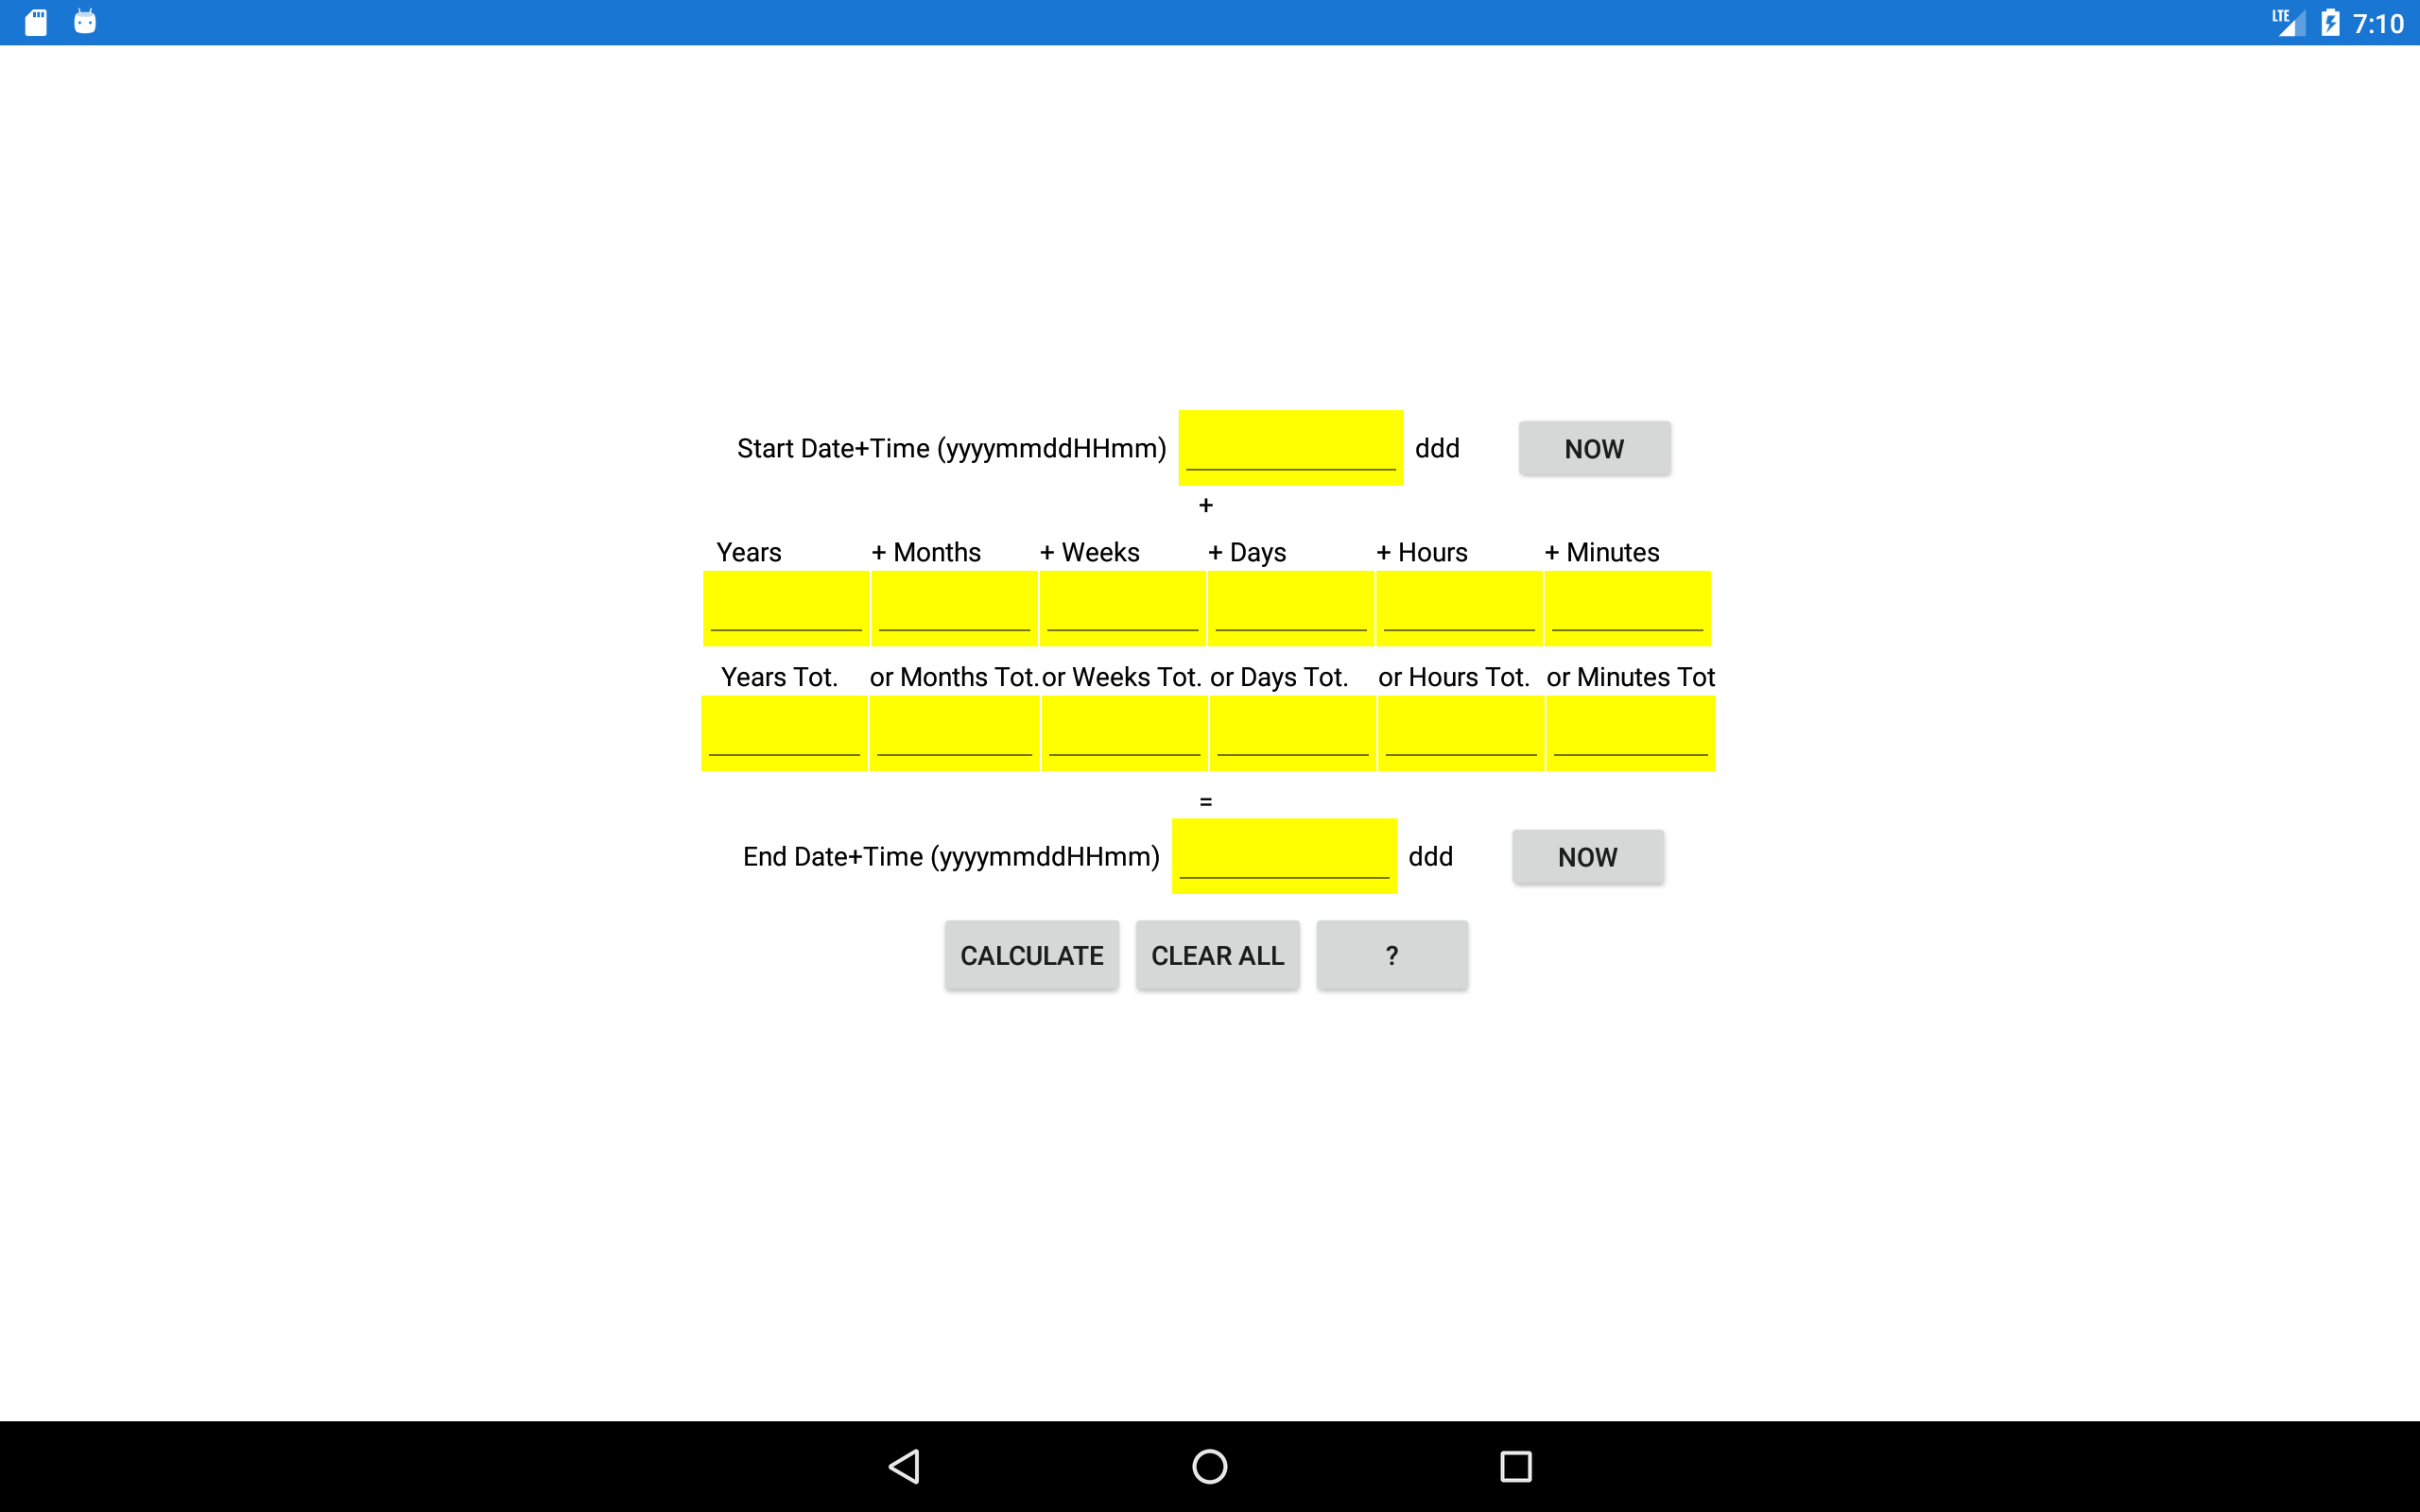 LTE 7:10
Start Date+Time (yyyymmddHHmm) ddd NOW
+
Years + Months + Weeks + Days + Hours + Minutes
Years Tot. or Months Tot. or Weeks Tot. or Days Tot. or Hours Tot. or Minutes Tot
=
End Date+Time (yyyymmddHHmm) ddd NOW
CALCULATE CLEAR ALL ?